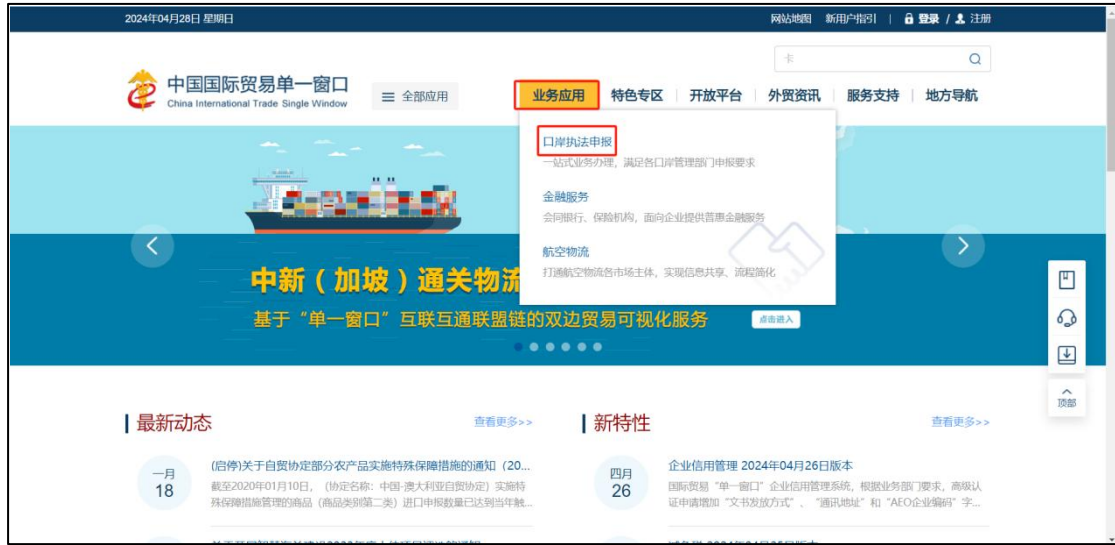 2024年04月28日 星期日
网站地图 新用户指引 | 登录 / 注册
卡
中国国际贸易单一窗口
China International Trade Single Window
全部应用
业务应用 特色专区 开放平台 外贸资讯 服务支持 地方导航
口岸执法申报
一站式业务办理，满足各口岸管理部门申报要求
金融服务
会同银行、保险机构，面向企业提供普惠金融服务
航空物流
打通航空物流各市场主体，实现信息共享、流程简化
中新（加坡）通关物流
基于“单一窗口”互联互通联盟链的双边贸易可视化服务
点击进入
顶部
最新动态 查看更多>>
一月
18
(启停)关于自贸协定部分农产品实施特殊保障措施的通知（20...
截至2020年01月10日，（协定名称：中国-澳大利亚自贸协定）实施特
殊保障措施管理的商品（商品类别第二类）进口申报数量已达到当年触...
新特性 查看更多>>
四月
26
企业信用管理 2024年04月26日版本
国际贸易“单一窗口”企业信用管理系统，根据业务部门要求，高级认
证申请增加“文书发放方式”、“通讯地址”和“AEO企业编码”字...